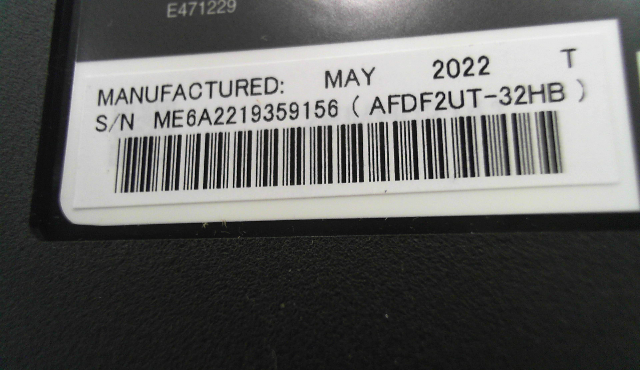 E471229
MANUFACTURED: MAY 2022 T
S/N ME6A2219359156 ( AFDF2UT-32HB )